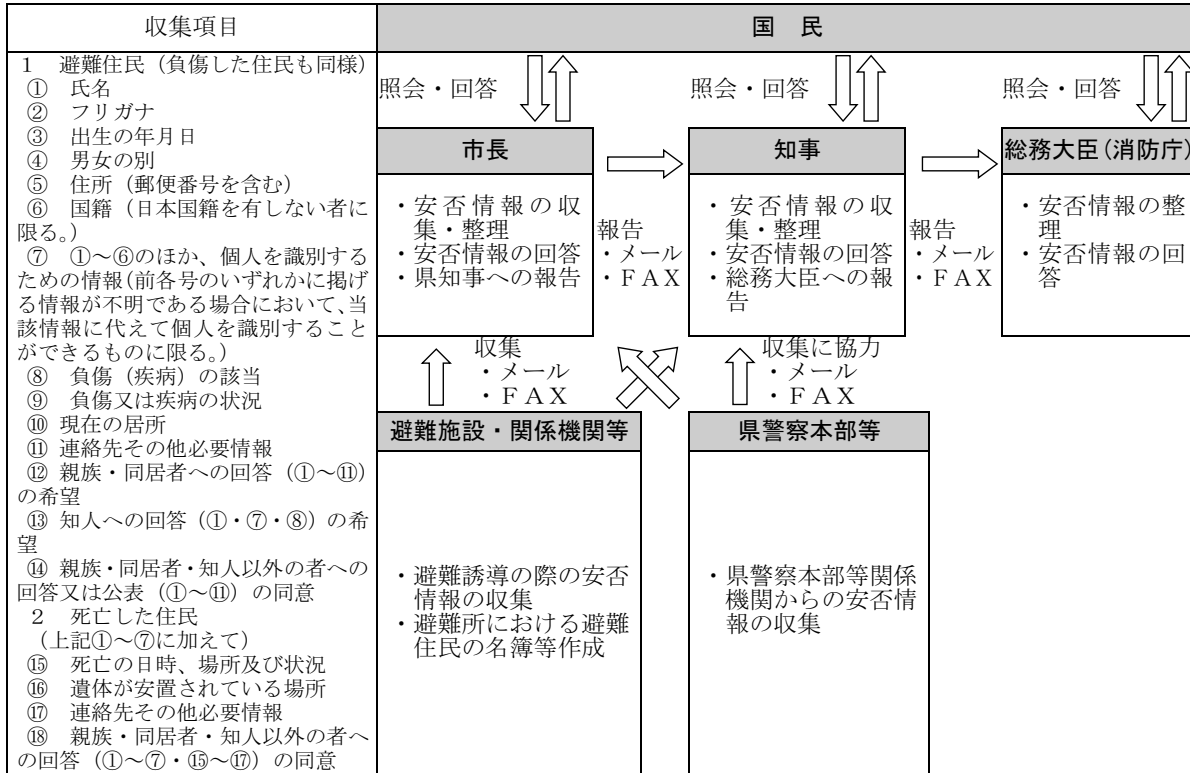 収集項目
国　民
1　避難住民（負傷した住民も同様）
①　氏名
②　フリガナ
③　出生の年月日
④　男女の別
⑤　住所（郵便番号を含む）
⑥　国籍（日本国籍を有しない者に
限る。）
⑦　①～⑥のほか、個人を識別する
ための情報（前各号のいずれかに掲げ
る情報が不明である場合において、当
該情報に代えて個人を識別すること
ができるものに限る。）
⑧　負傷（疾病）の該当
⑨　負傷又は疾病の状況
⑩ 現在の居所
⑪ 連絡先その他必要情報
⑫ 親族・同居者への回答（①～⑪）
の希望
⑬ 知人への回答（①・⑦・⑧）の希
望
⑭ 親族・同居者・知人以外の者への
回答又は公表（①～⑪）の同意
2　死亡した住民
（上記①～⑦に加えて）
⑮　死亡の日時、場所及び状況
⑯　遺体が安置されている場所
⑰　連絡先その他必要情報
⑱　親族・同居者・知人以外の者へ
の回答（①～⑦・⑮～⑰）の同意
照会・回答
照会・回答
照会・回答
市長
・安否情報の収
集・整理
・安否情報の回答
・県知事への報告
報告
・メール
・ＦＡＸ
知事
・安否情報の収
集・整理
・安否情報の回答
・総務大臣への報
告
報告
・メール
・ＦＡＸ
総務大臣（消防庁）
・安否情報の整
理
・安否情報の回
答
収集
・メール
・ＦＡＸ
収集に協力
・メール
・ＦＡＸ
避難施設・関係機関等
・避難誘導の際の安否
情報の収集
・避難所における避難
住民の名簿等作成
県警察本部等
・県警察本部等関係
機関からの安否情
報の収集